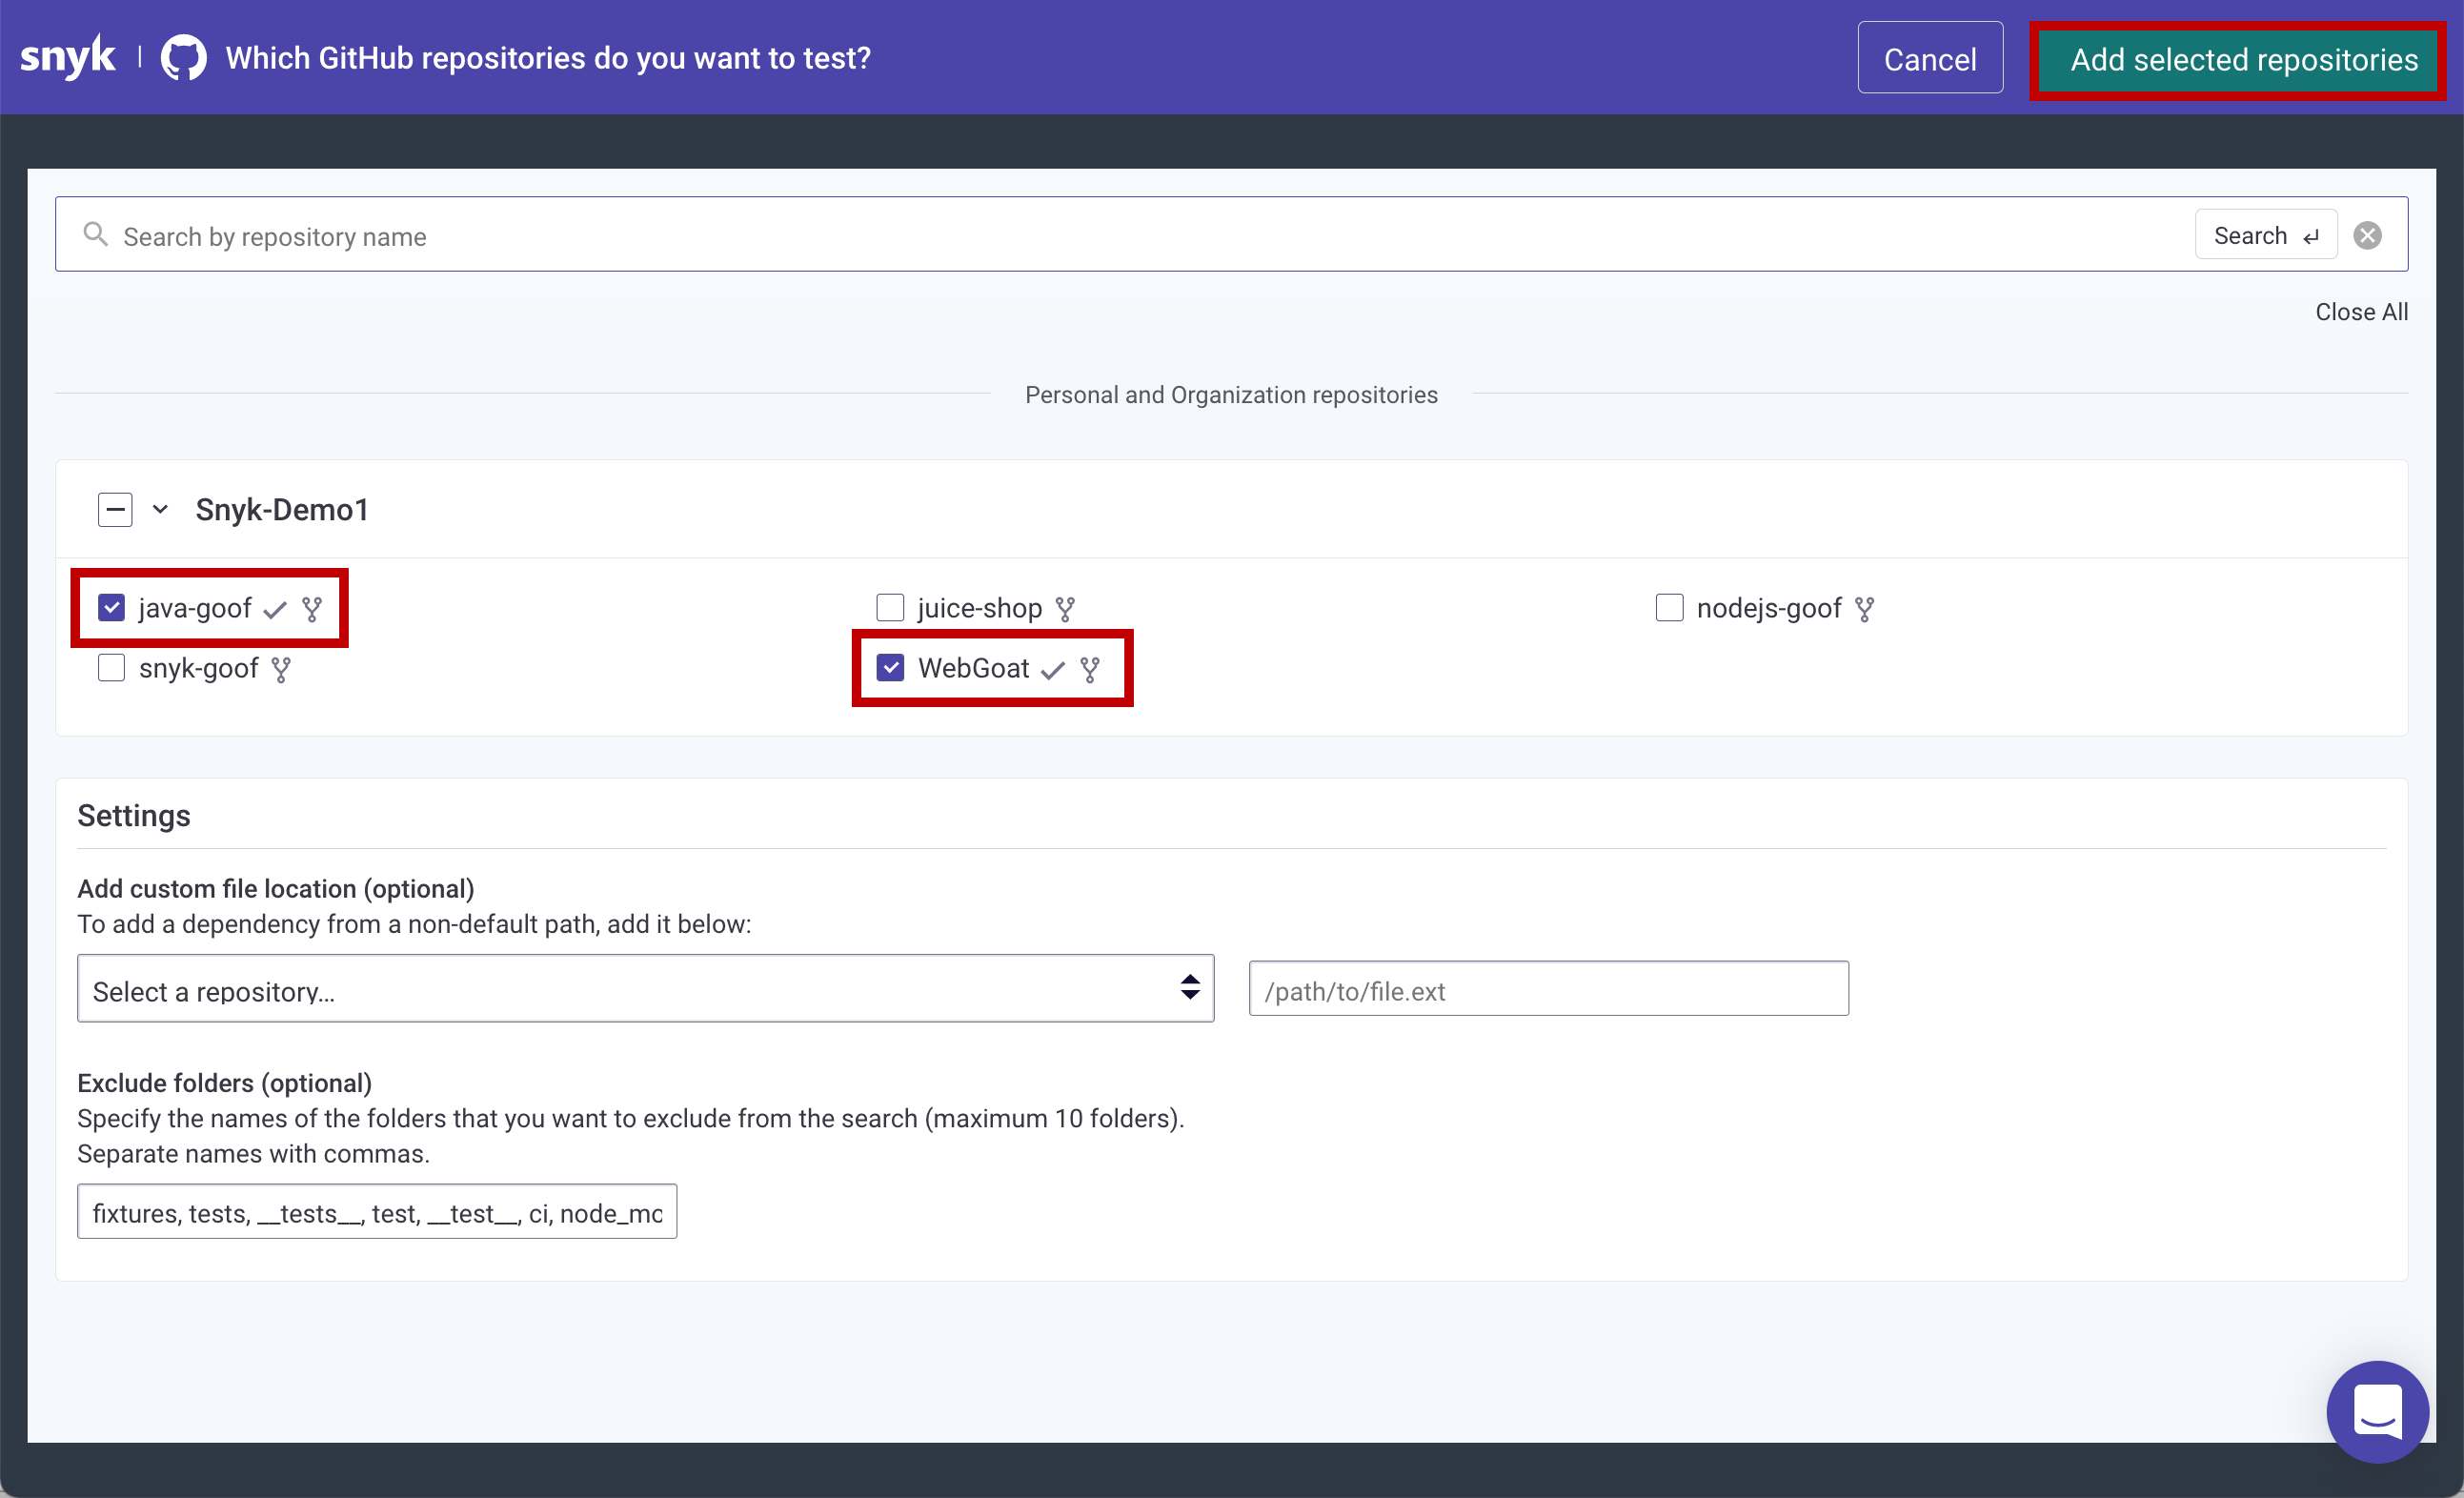 snyk | Which GitHub repositories do you want to test?
Cancel
Add selected repositories
Search by repository name
Search
Close All
Personal and Organization repositories
Snyk-Demo1
java-goof
juice-shop
nodejs-goof
snyk-goof
WebGoat
Settings
Add custom file location (optional)
To add a dependency from a non-default path, add it below:
Select a repository...
/path/to/file.ext
Exclude folders (optional)
Specify the names of the folders that you want to exclude from the search (maximum 10 folders).
Separate names with commas.
fixtures, tests, __tests__, test, __test__, ci, node_mo